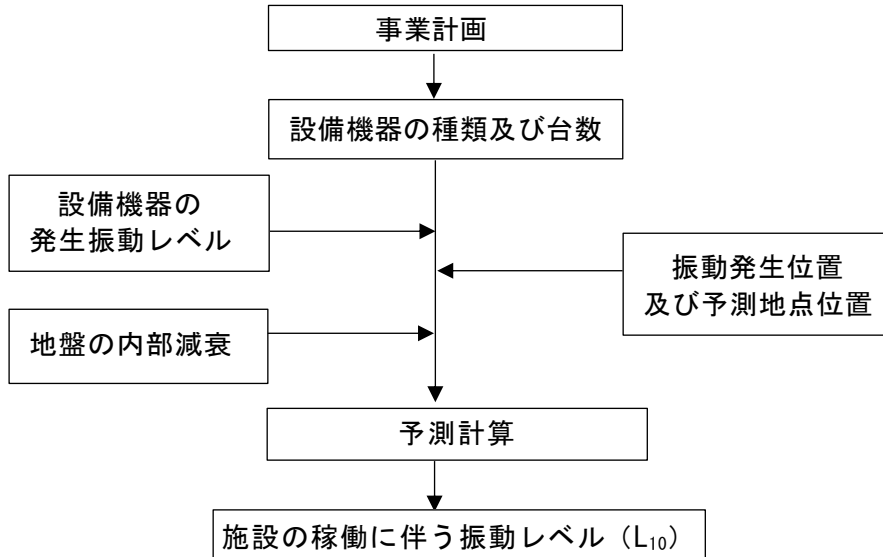 事業計画
設備機器の種類及び台数
設備機器の
発生振動レベル
振動発生位置
及び予測地点位置
地盤の内部減衰
予測計算
施設の稼働に伴う振動レベル（L₁₀）